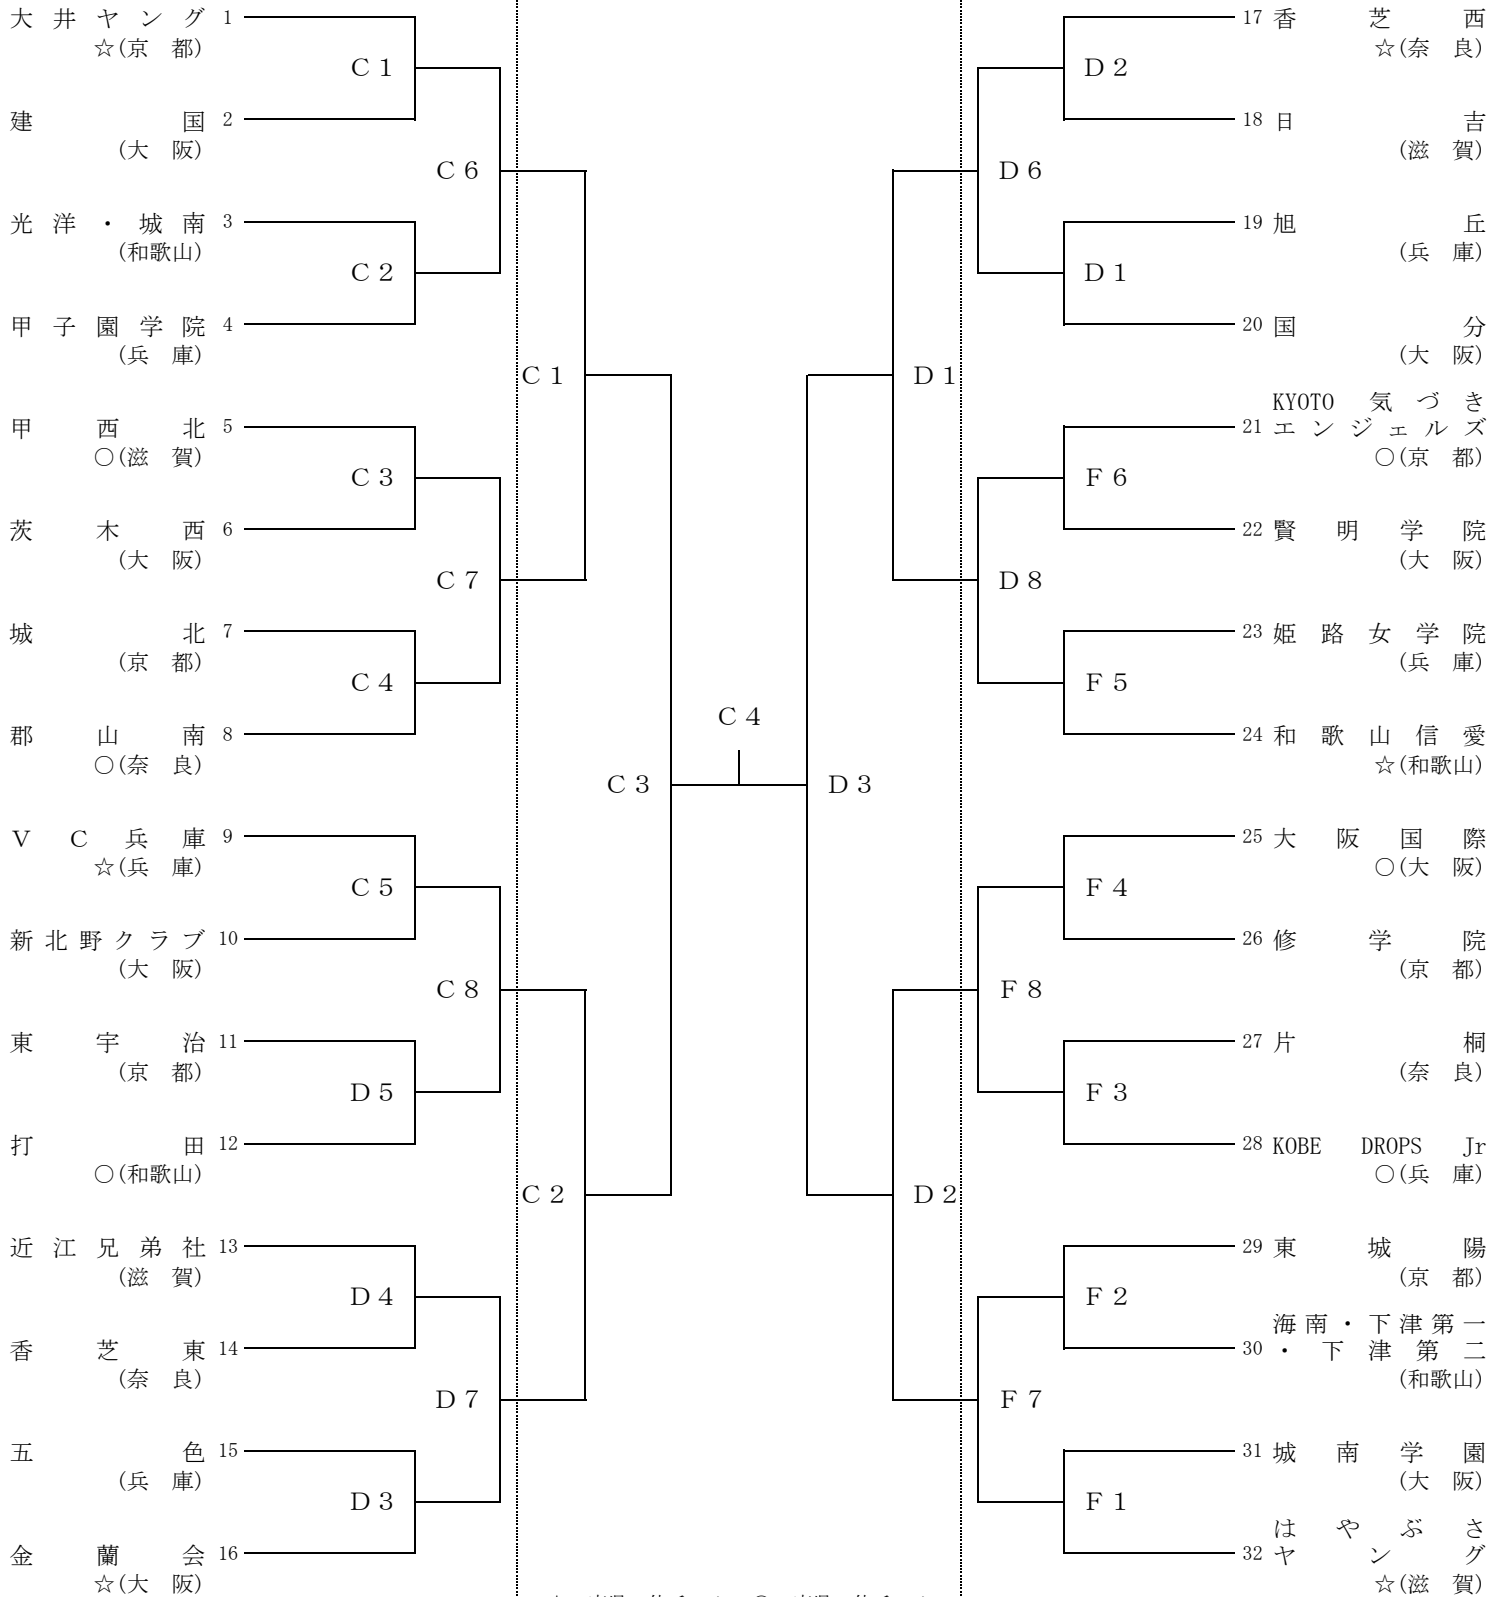 大井ヤング 1
☆(京 都)
C1
建国 2
(大 阪)
C6
光洋・城南 3
(和歌山)
C2
甲子園学院 4
(兵 庫)
C1
甲西北 5
○(滋 賀)
C3
茨木西 6
(大 阪)
C7
城北 7
(京 都)
C4
郡山南 8
○(奈 良)
C3
VC兵庫 9
☆(兵 庫)
C5
新北野クラブ 10
(大 阪)
C8
東宇治 11
(京 都)
D5
打田 12
○(和歌山)
C2
近江兄弟社 13
(滋 賀)
D4
香芝東 14
(奈 良)
D7
五色 15
(兵 庫)
D3
金蘭会 16
☆(大 阪)
C4
17 香芝西
☆(奈 良)
D2
18 日吉
(滋 賀)
D6
19 旭丘
(兵 庫)
D1
20 国分
(大 阪)
D1
KYOTO 気づき
21 エンジェルズ
○(京 都)
F6
22 賢明学院
(大 阪)
D8
23 姫路女学院
(兵 庫)
F5
24 和歌山信愛
☆(和歌山)
D3
25 大阪国際
○(大 阪)
F4
26 修学院
(京 都)
F8
27 片桐
(奈 良)
F3
28 KOBE DROPS Jr
○(兵 庫)
D2
29 東城陽
(京 都)
F2
海南・下津第一
30 ・下津第二
(和歌山)
F7
31 城南学園
(大 阪)
F1
はやぶさ
32 ヤング
☆(滋 賀)